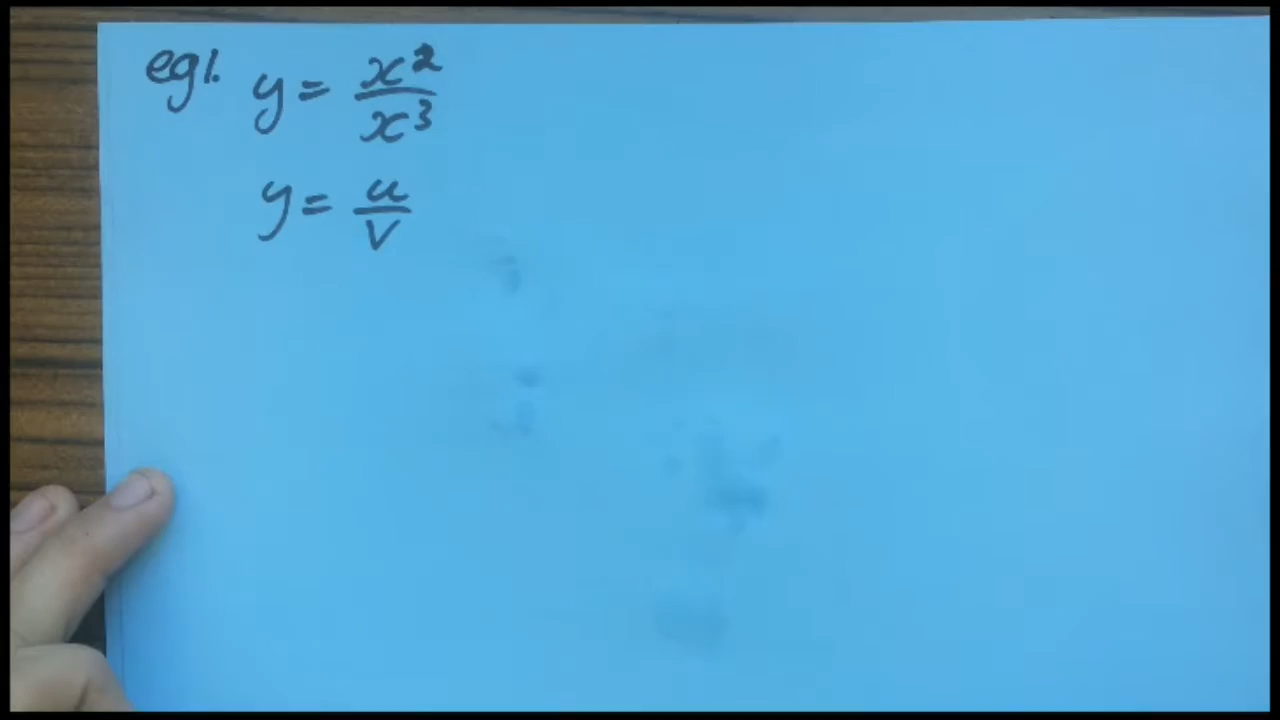 eg1. y = x²/x³
y = u/v